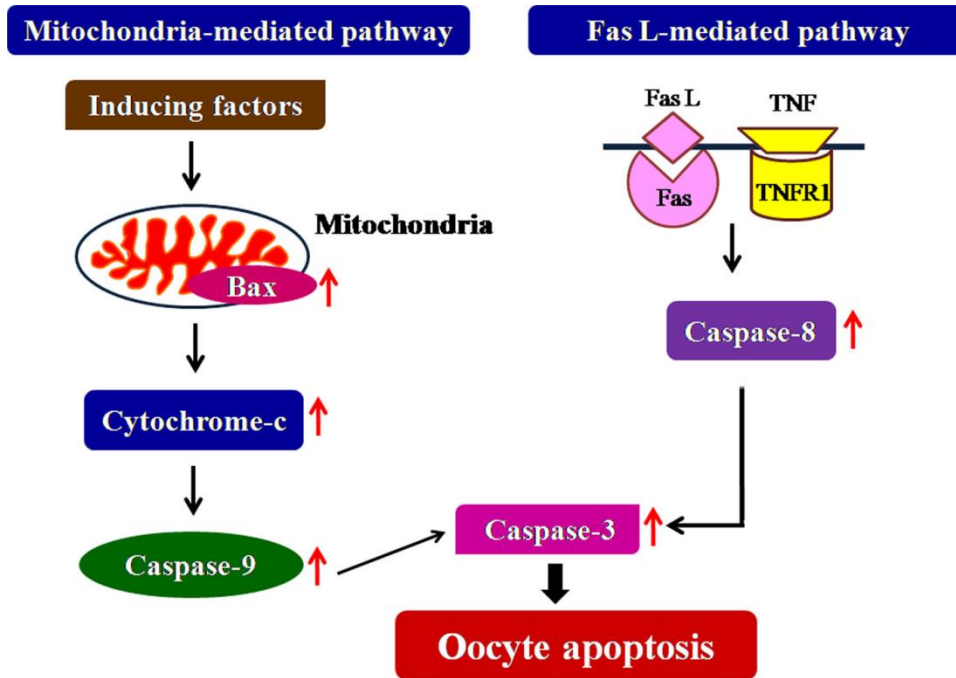 Mitochondria-mediated pathway
Fas L-mediated pathway
Inducing factors
Mitochondria
Bax
Cytochrome-c
Caspase-9
Fas L
TNF
Fas
TNFR1
Caspase-8
Caspase-3
Oocyte apoptosis